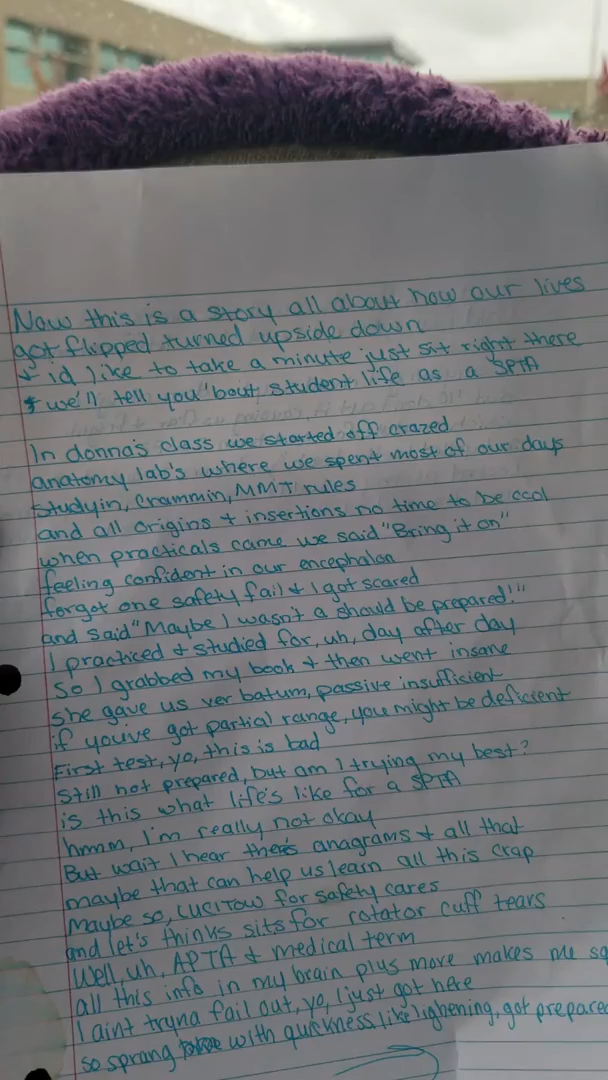 Now this is a story all about how our lives
got flipped turned upside down
& id like to take a minute just sit right there
& we'll tell you 'bout student life as a SPTA
In donna's class we started off crazed
anatomy lab's where we spent most of our days
Studyin, Crammin, MMT rules
and all origins & insertions no time to be cool
when practicals came we said "Bring it on"
feeling confident in our encephalon
forgot one safety fail & I got scared
and said "Maybe I wasn't a should be prepared!"
I practiced & studied for, uh, day after day
So I grabbed my book & then went insane
She gave us ver batum, passive insufficient
if youve got partial range, you might be deficient
First test, yo, this is bad
Still not prepared, but am I trying my best?
is this what life's like for a SPTA
hmm, I'm really not okay
But wait I hear there's anagrams & all that
maybe that can help us learn all this crap
Maybe so, LUCITOW for safety cares
and let's thinks sits for rotator cuff tears
Well, uh, APTA & medical term
all this info in my brain plus more makes me sq
I aint tryna fail out, yo, I just got here
so sprang with quickness like lighening, got prepared